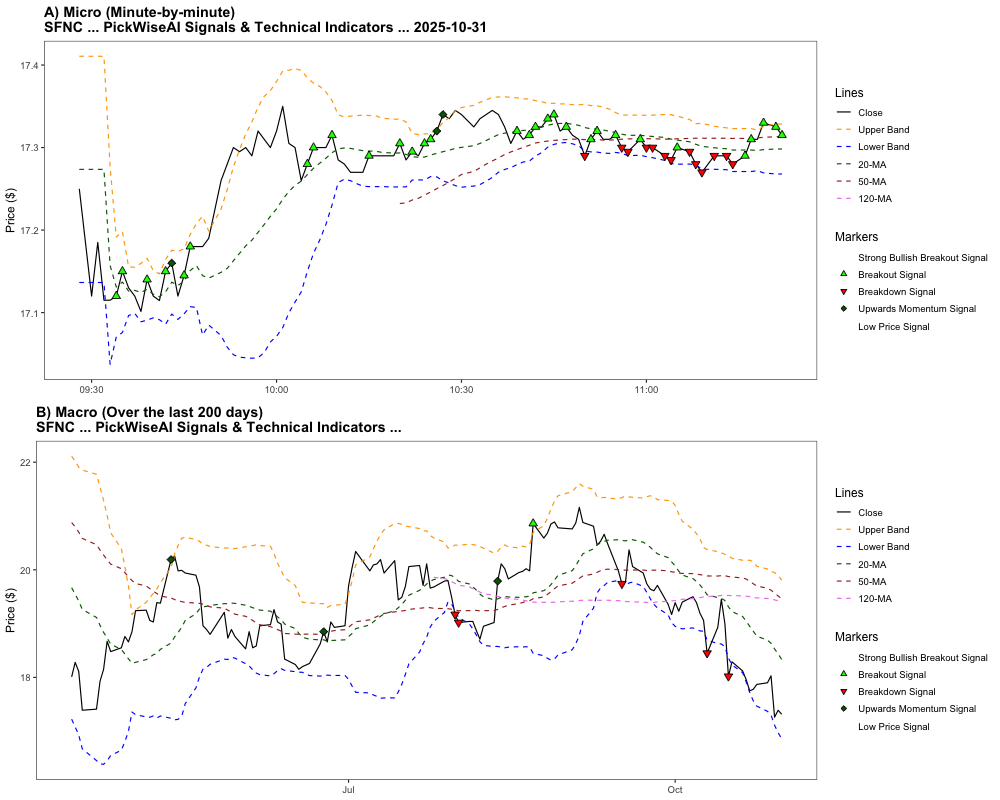 A) Micro (Minute-by-minute)
SFNC ... PickWiseAI Signals & Technical Indicators ... 2025-10-31
Price ($)
17.4
17.3
17.2
17.1
09:30
10:00
10:30
11:00
Lines
Close
Upper Band
Lower Band
20-MA
50-MA
120-MA
Markers
Strong Bullish Breakout Signal
Breakout Signal
Breakdown Signal
Upwards Momentum Signal
Low Price Signal
B) Macro (Over the last 200 days)
SFNC ... PickWiseAI Signals & Technical Indicators ...
Price ($)
22
20
18
Jul
Oct
Lines
Close
Upper Band
Lower Band
20-MA
50-MA
120-MA
Markers
Strong Bullish Breakout Signal
Breakout Signal
Breakdown Signal
Upwards Momentum Signal
Low Price Signal